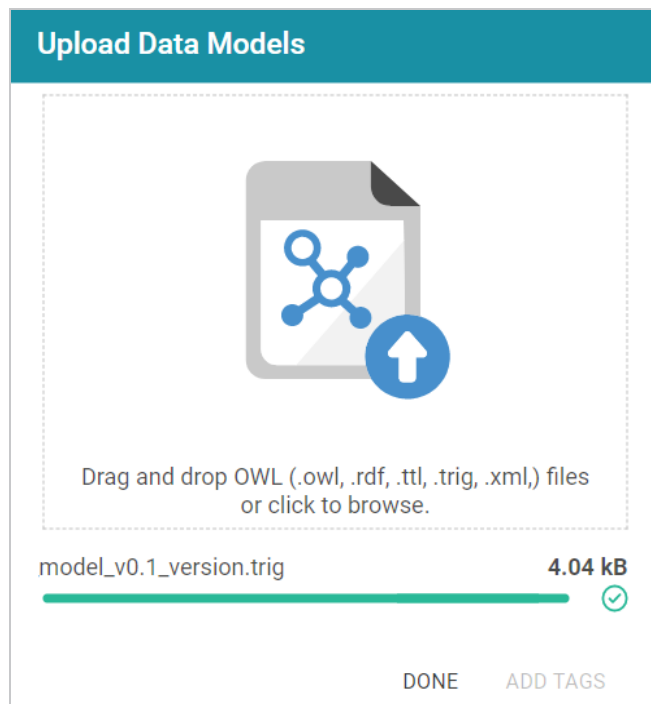 Upload Data Models
Drag and drop OWL (.owl, .rdf, .ttl, .trig, .xml,) files
or click to browse.
model_v0.1_version.trig 4.04 kB
DONE ADD TAGS